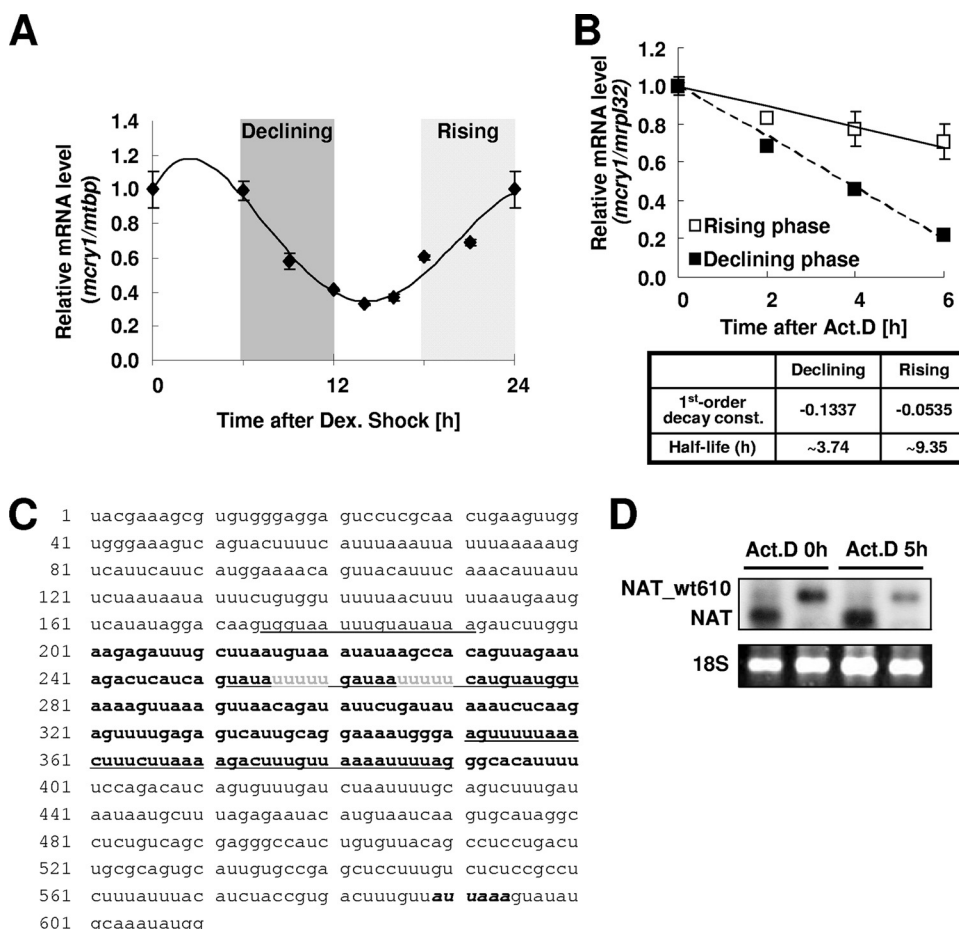 A
Relative mRNA level
(mcry1/mtbp)
1.4
1.2
1.0
0.8
0.6
0.4
0.2
0.0
Declining
Rising
0
12
24
Time after Dex. Shock [h]
B
Relative mRNA level
(mcry1/mrpl32)
1.2
1.0
0.8
0.6
0.4
0.2
0.0
Rising phase
Declining phase
0
2
4
6
Time after Act.D [h]
Declining Rising
1st-order decay const. -0.1337 -0.0535
Half-life (h) ~3.74 ~9.35
C
1 uacgaaagcg ugugggagga guccucgcaa cugaaguugg
41 ugggaaaguc aguacuuuuc auuuaaauua uuuaaaaaug
81 ucauucauuc auggaaaaca guuacauuuc aaacauuauu
121 ucuaauaaua uuucuguggu uuuuaacuuu uuaaugaaug
161 ucauauagga caaguggua​a uuuguauaua gaucuugguu
201 aagagauuug cuuaauguaa auauaagcca caguuagaau
241 agacucauca guauauuuuu gauaauuuuu cauguauggu
281 aaaaguuaaa guuaacagau auucugauau aaaucucaag
321 aguuuugaga gucauugcag gaaaauggga aguuuuuaaa
361 cuuucuuaaa agacuuuguu aaaauuuuag ggcacauuuu
401 uccagacauc aguguuugau cuaauuuugc agucuuugau
441 aauaaugcuu uagagaauac auguaaucaa gugcauaggc
481 cucugucagc gagggccauc uguguuacag ccuccugacu
521 ugcgcagugc auugugccga gcuccuuugu cucuccgccu
561 cuuuauuuac aucuaccgug acuuuguuau uaaaguauau
601 gcaaauaugg
D
Act.D 0h Act.D 5h
NAT_wt610
NAT
18S